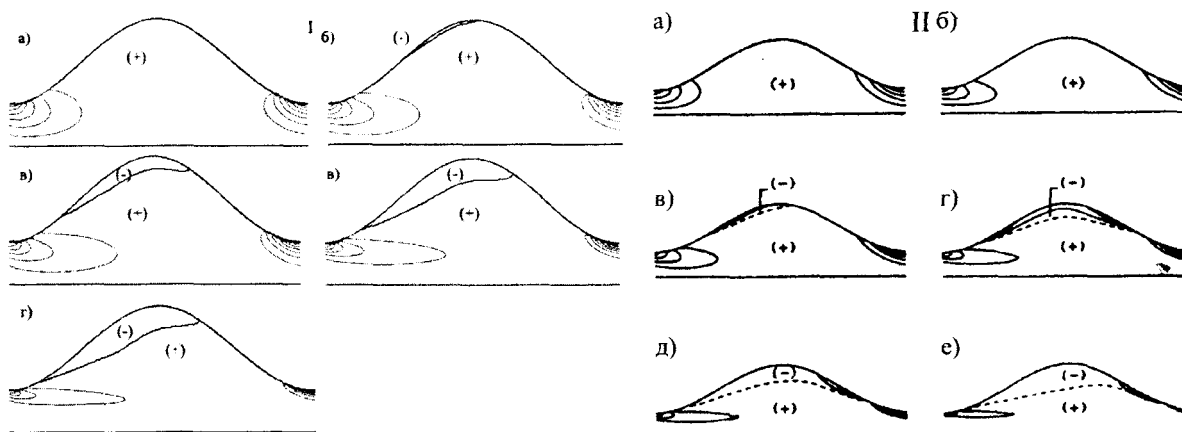 а) I б) (-) (+) (+)
в) (-) (+) в) (-) (+)
г) (-) (+)
а) II б) (+) (+)
в) (-) (+) г) (-) (+)
д) (-) (+) е) (-) (+)